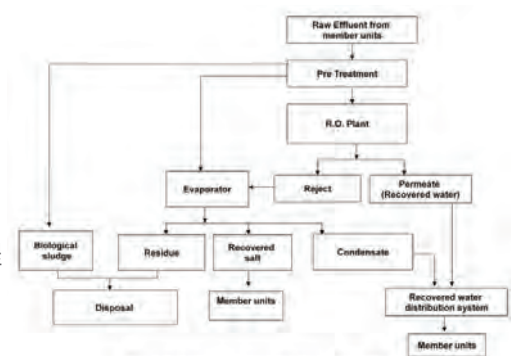 Raw Effluent from
member units
Pre Treatment
R.O. Plant
Evaporator
Reject
Permeate
(Recovered water)
Biological
sludge
Residue
Recovered
salt
Condensate
Disposal
Member units
Recovered water
distribution system
Member units